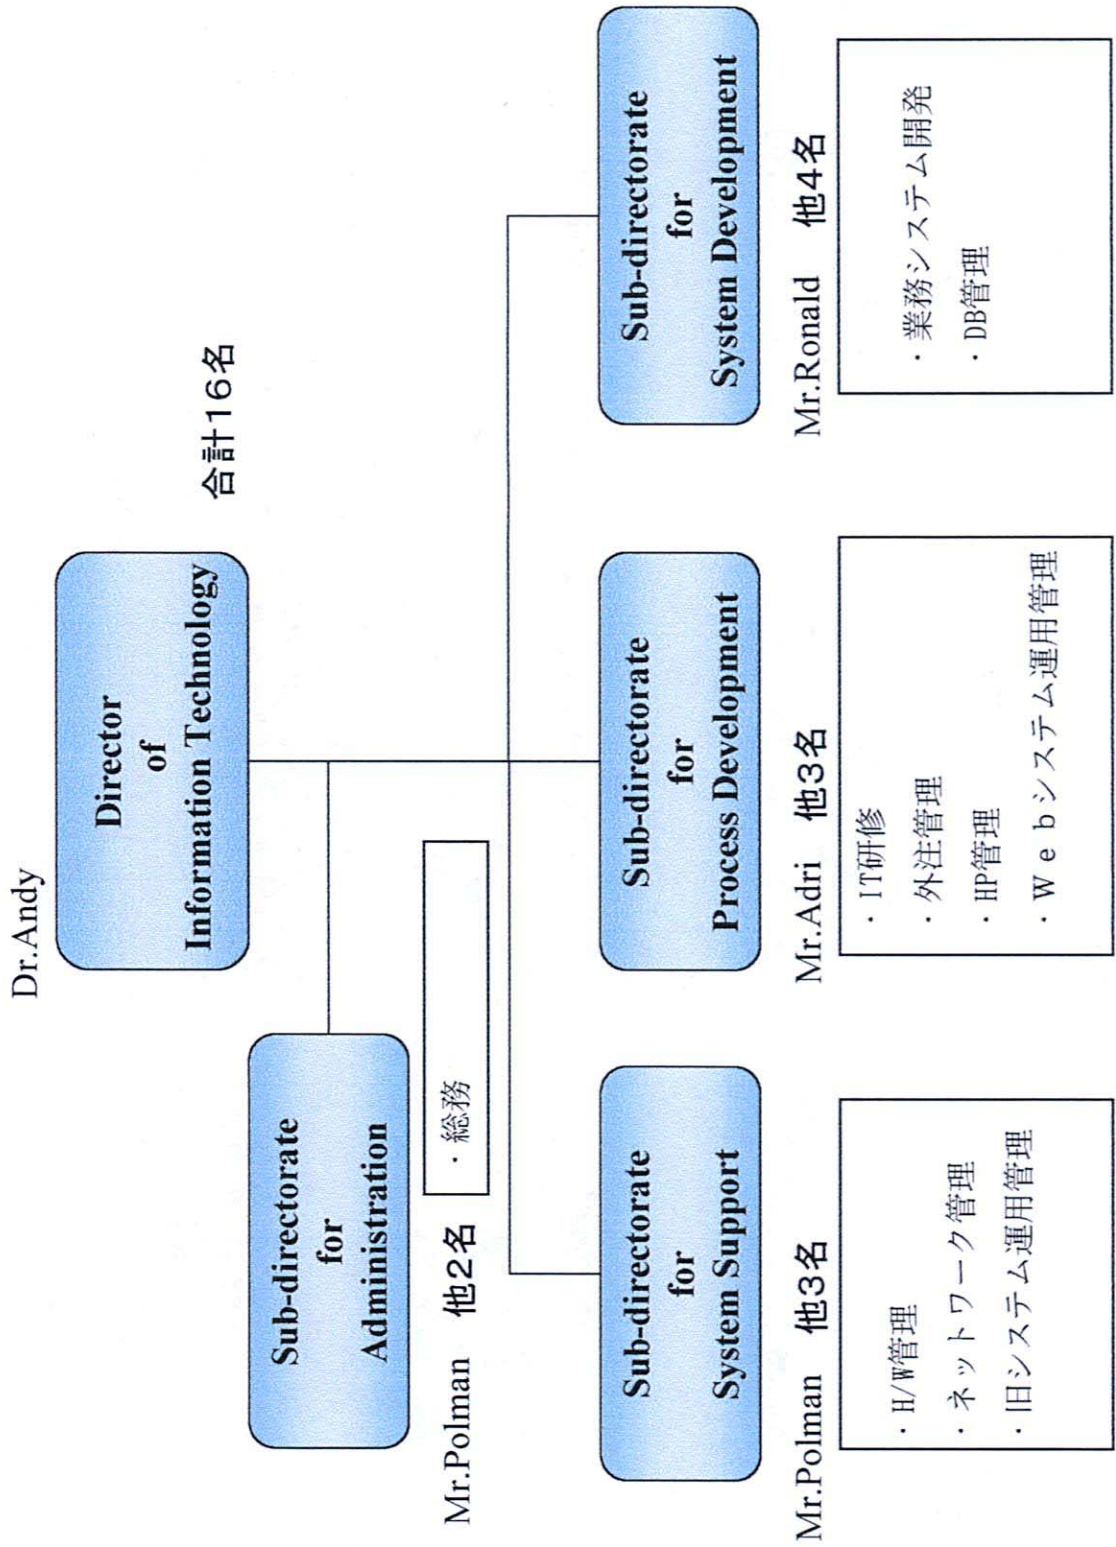 Dr.Andy
Director
of
Information Technology
合計16名
Sub-directorate
for
Administration
Mr.Polman　他2名
・総務
Sub-directorate
for
System Support
Mr.Polman　他3名
・H/W管理
・ネットワーク管理
・旧システム運用管理
Sub-directorate
for
Process Development
Mr.Adri　他3名
・IT研修
・外注管理
・HP管理
・Ｗｅｂシステム運用管理
Sub-directorate
for
System Development
Mr.Ronald　他4名
・業務システム開発
・DB管理